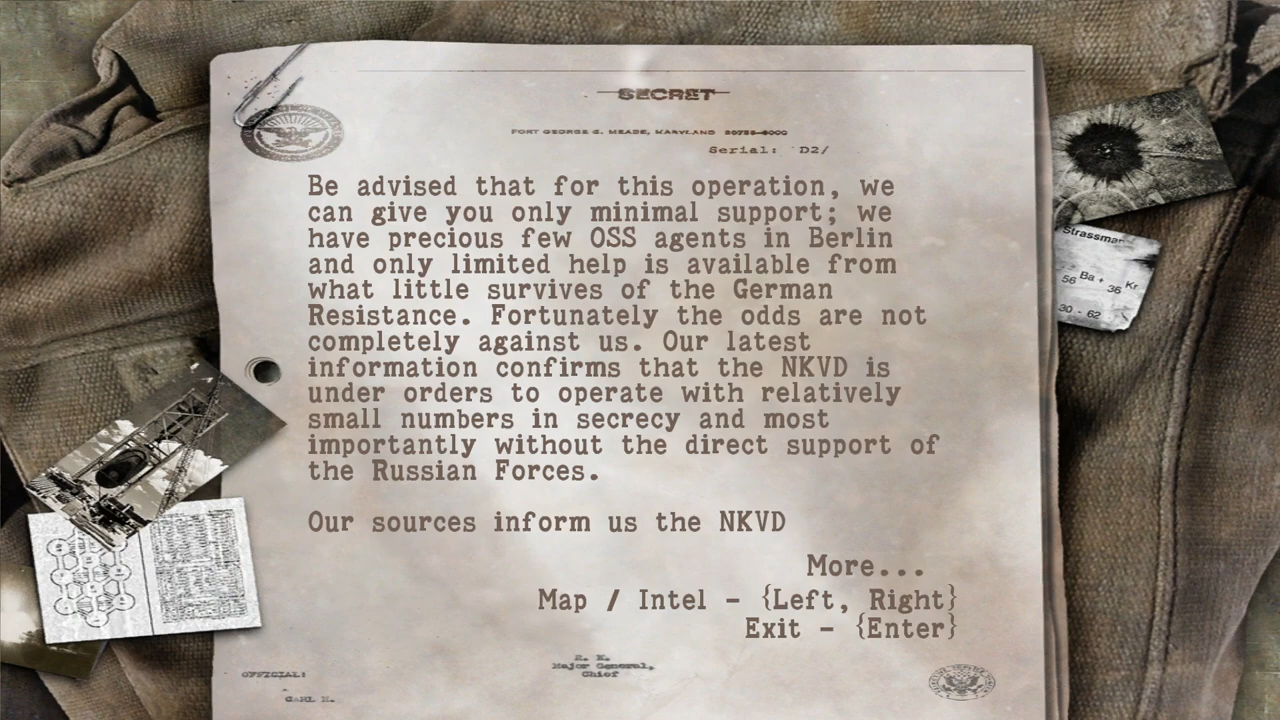 SECRET
FORT GEORGE G. MEADE, MARYLAND 20755-6000
Serial: D2/
Be advised that for this operation, we
can give you only minimal support; we
have precious few OSS agents in Berlin
and only limited help is available from
what little survives of the German
Resistance. Fortunately the odds are not
completely against us. Our latest
information confirms that the NKVD is
under orders to operate with relatively
small numbers in secrecy and most
importantly without the direct support of
the Russian Forces.
Our sources inform us the NKVD
More...
Map / Intel - {Left, Right}
Exit - {Enter}
Major General,
Chief
OFFICIAL:
CARL H.
Strassman
56 Ba + 36 Kr
30 - 62